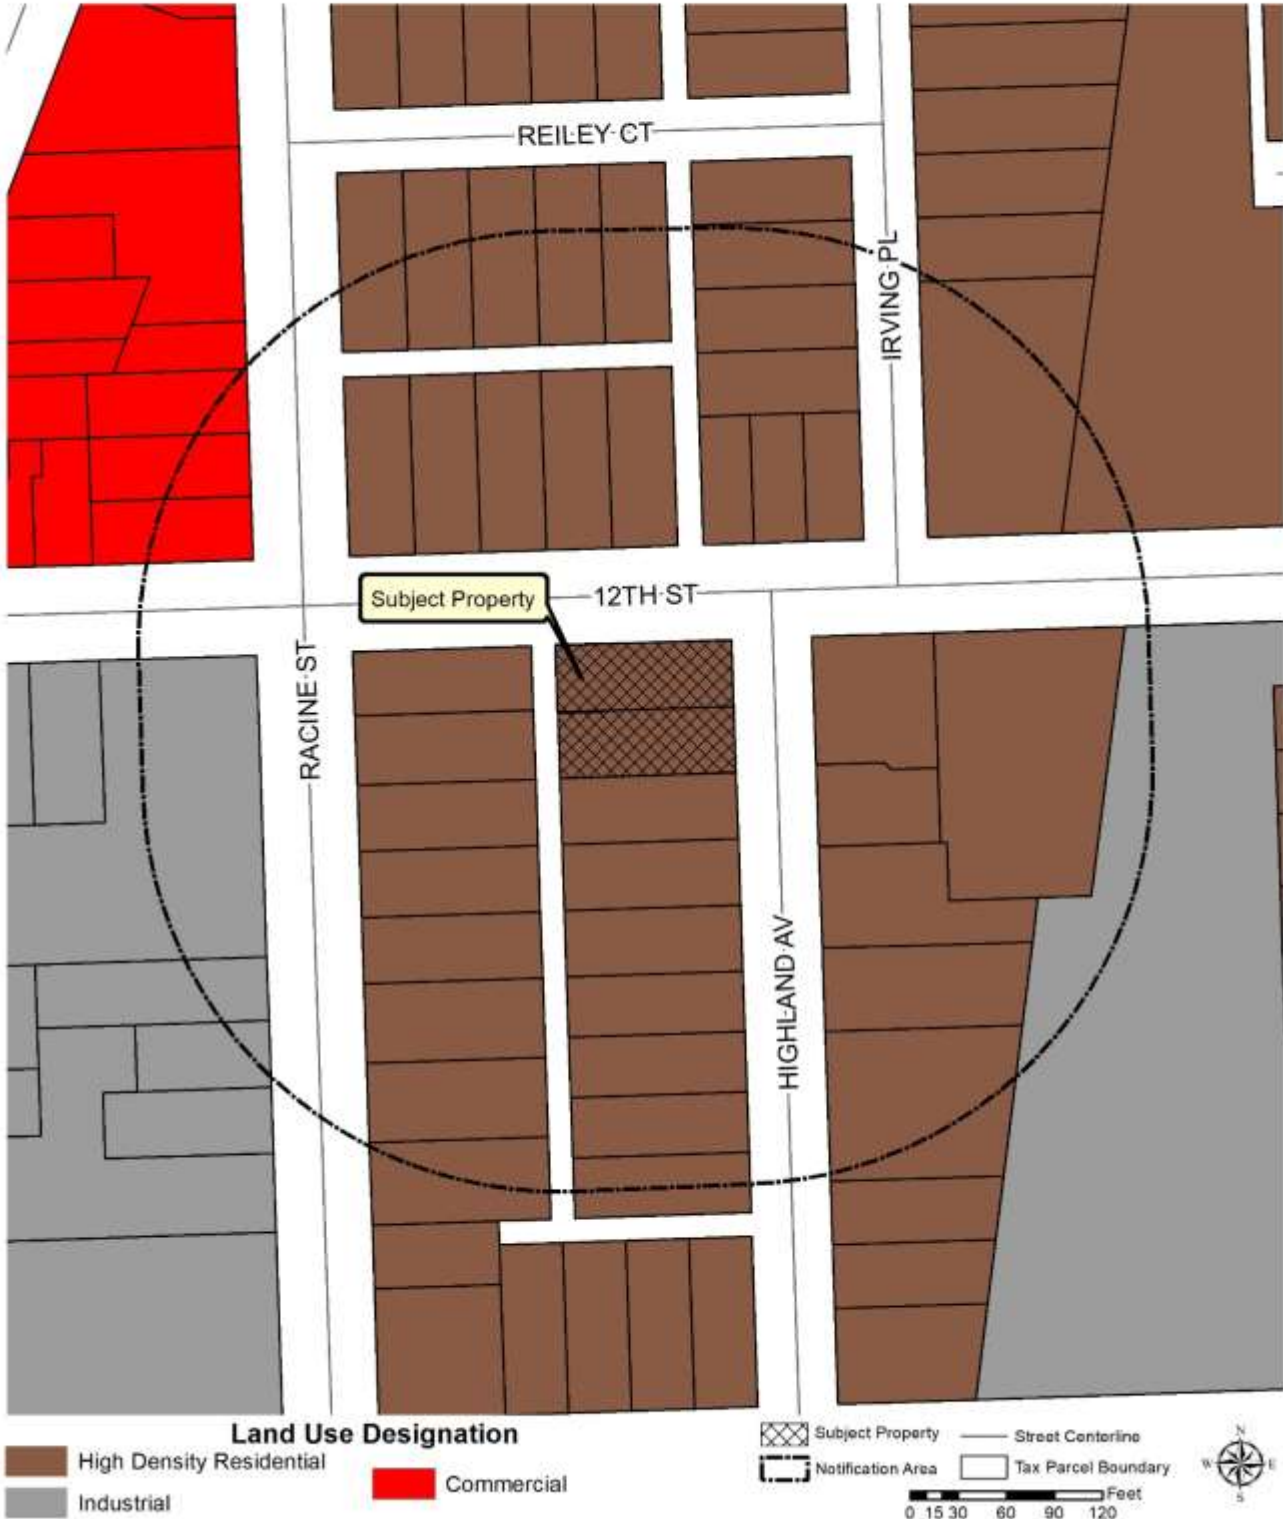 REILEY CT
IRVING PL
12TH ST
Subject Property
RACINE ST
HIGHLAND AV
Land Use Designation
High Density Residential
Industrial
Commercial
Subject Property
Notification Area
Street Centerline
Tax Parcel Boundary
Feet
0 15 30 60 90 120
N
W E
S